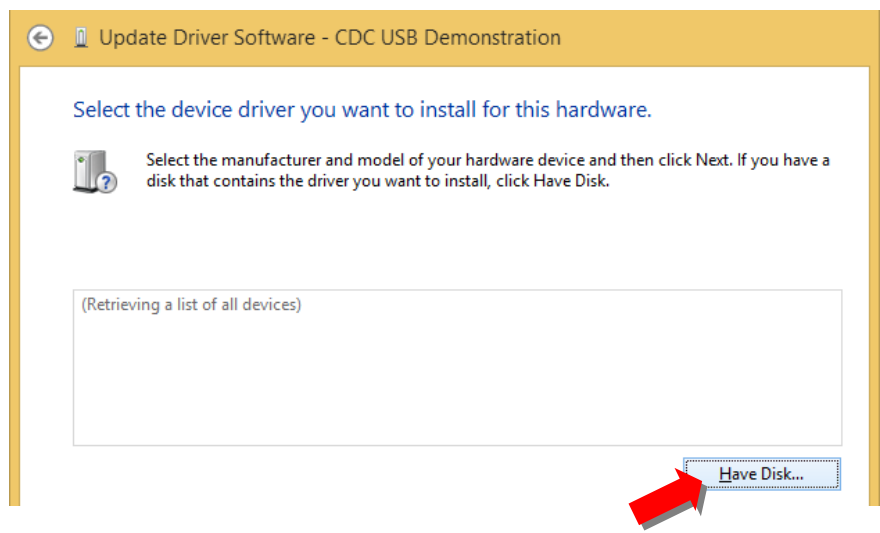 Update Driver Software - CDC USB Demonstration
Select the device driver you want to install for this hardware.
Select the manufacturer and model of your hardware device and then click Next. If you have a
disk that contains the driver you want to install, click Have Disk.
(Retrieving a list of all devices)
Have Disk...